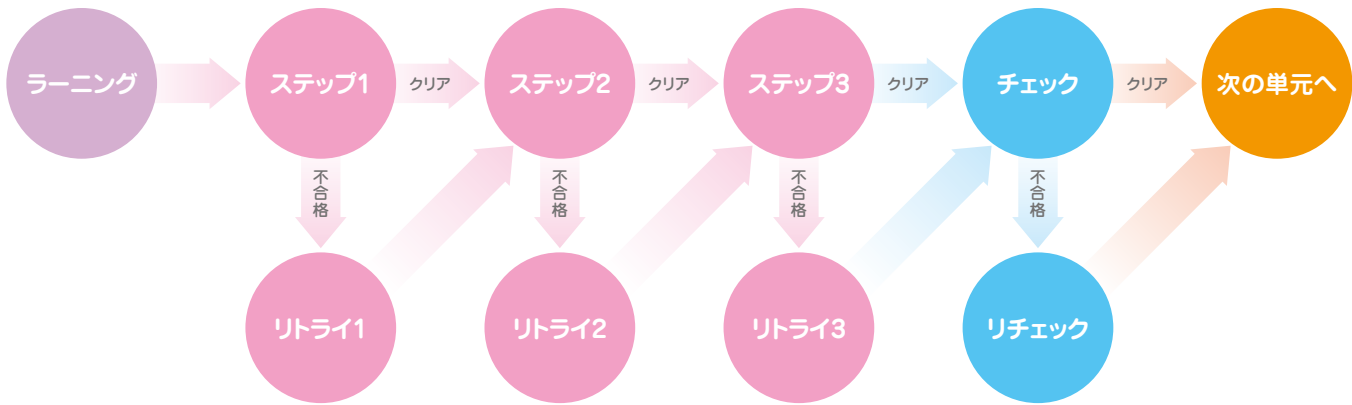 ラーニング
ステップ1
クリア
ステップ2
クリア
ステップ3
クリア
チェック
クリア
次の単元へ
不合格
不合格
不合格
不合格
リトライ1
リトライ2
リトライ3
リチェック